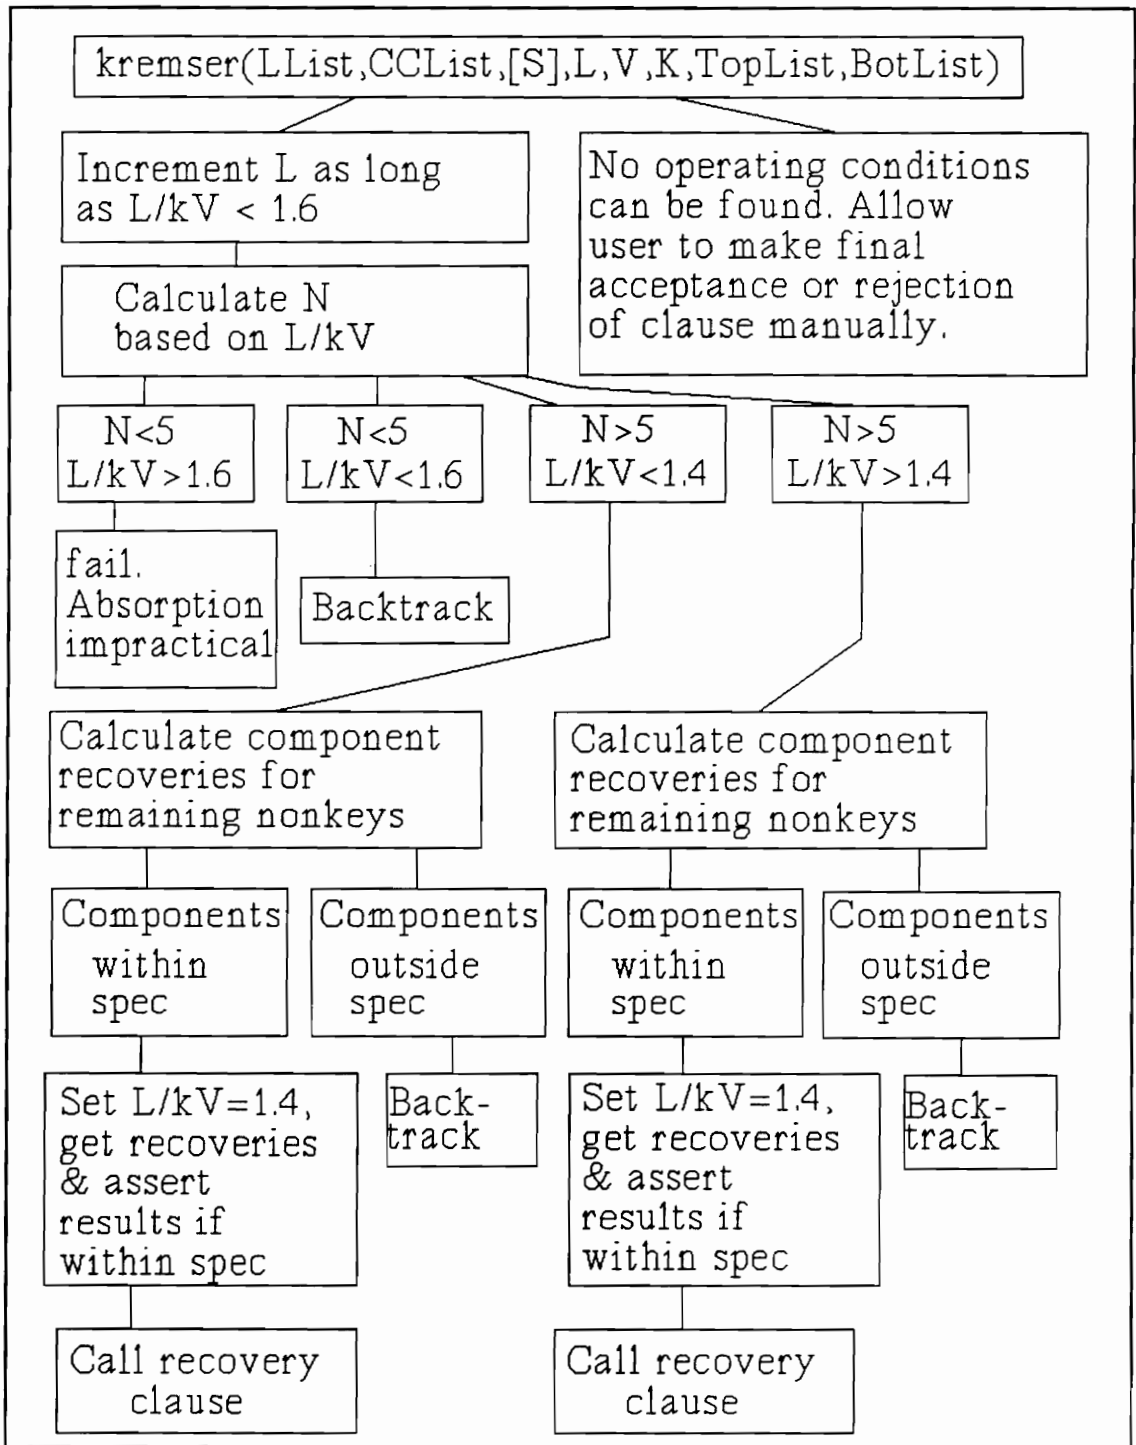 kremser(LList,CCList,[S],L,V,K,TopList,BotList)
Increment L as long
as L/kV < 1.6
No operating conditions
can be found. Allow
user to make final
acceptance or rejection
of clause manually.
Calculate N
based on L/kV
N<5
L/kV>1.6
N<5
L/kV<1.6
N>5
L/kV<1.4
N>5
L/kV>1.4
fail.
Absorption
impractical
Backtrack
Calculate component
recoveries for
remaining nonkeys
Calculate component
recoveries for
remaining nonkeys
Components
within
spec
Components
outside
spec
Components
within
spec
Components
outside
spec
Set L/kV=1.4,
get recoveries
& assert
results if
within spec
Back-
track
Set L/kV=1.4,
get recoveries
& assert
results if
within spec
Back-
track
Call recovery
clause
Call recovery
clause